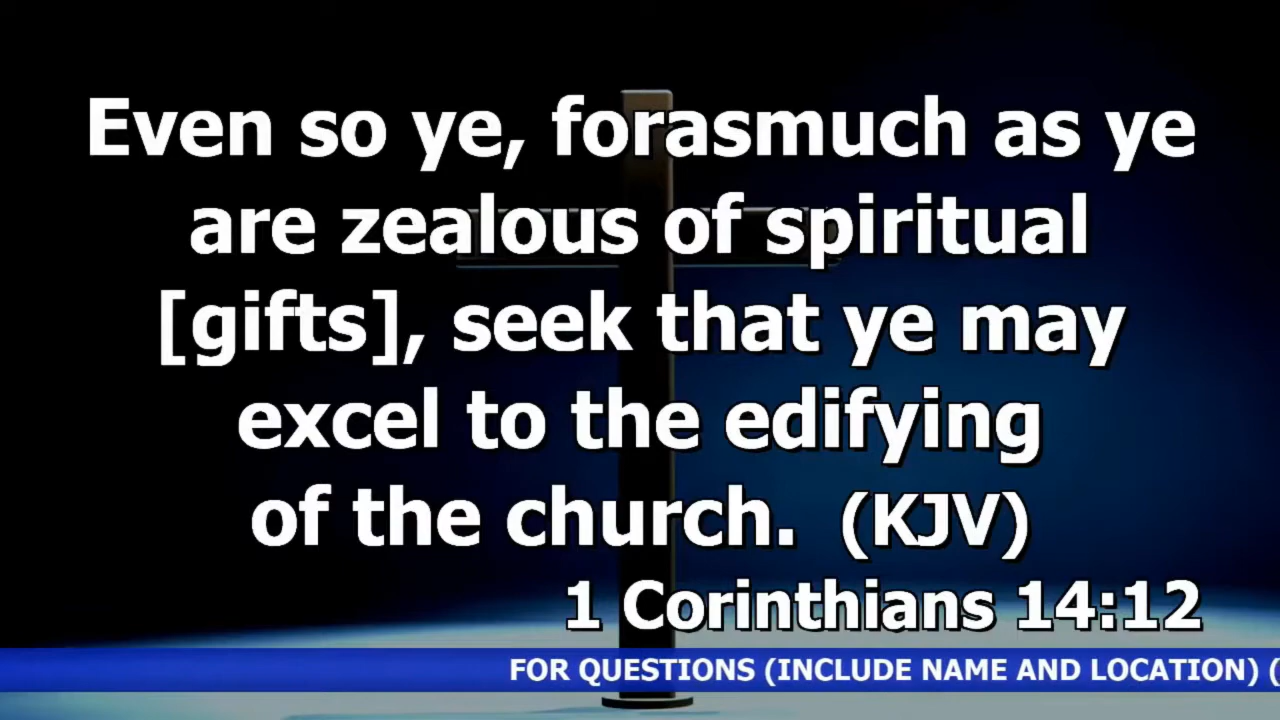 Even so ye, forasmuch as ye
are zealous of spiritual
[gifts], seek that ye may
excel to the edifying
of the church.  (KJV)
1 Corinthians 14:12
FOR QUESTIONS (INCLUDE NAME AND LOCATION) (